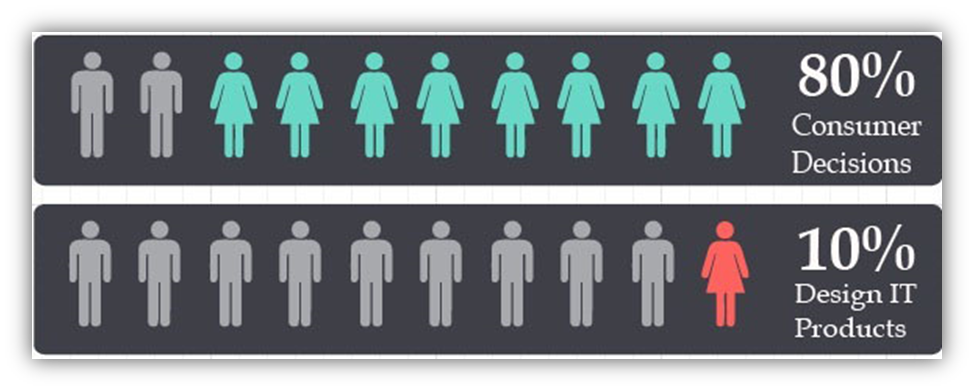 80%
Consumer
Decisions
10%
Design IT
Products